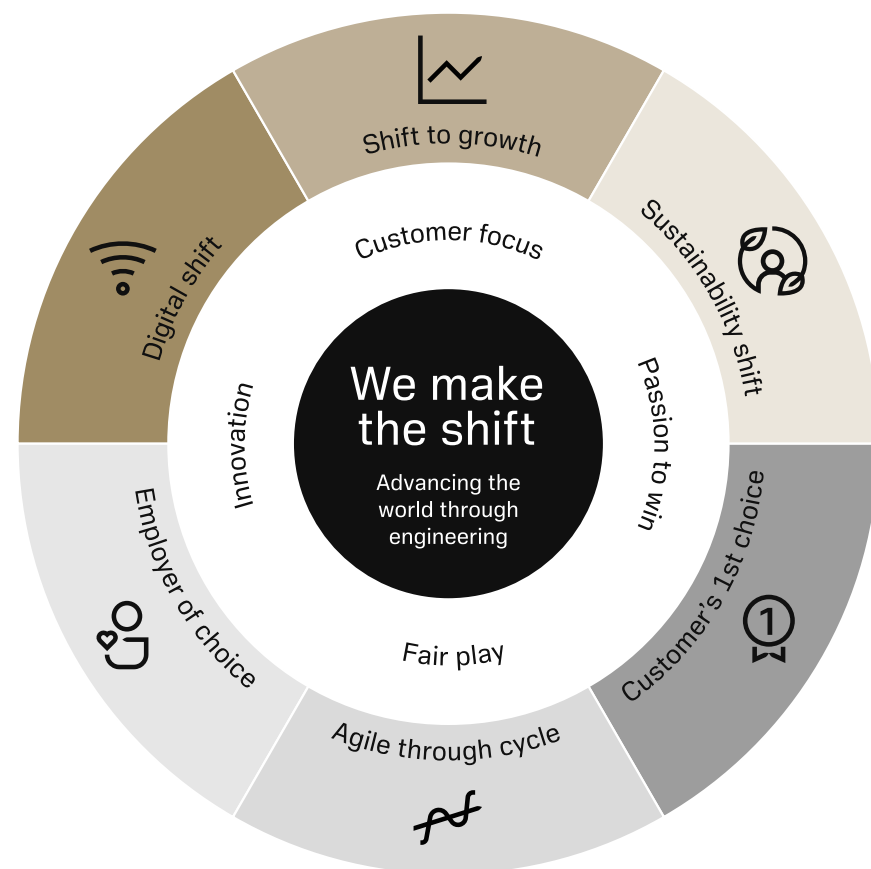 Shift to growth
Sustainability shift
Customer's 1st choice
Agile through cycle
Employer of choice
Digital shift
Customer focus
Passion to win
Fair play
Innovation
We make
the shift
Advancing the
world through
engineering
1